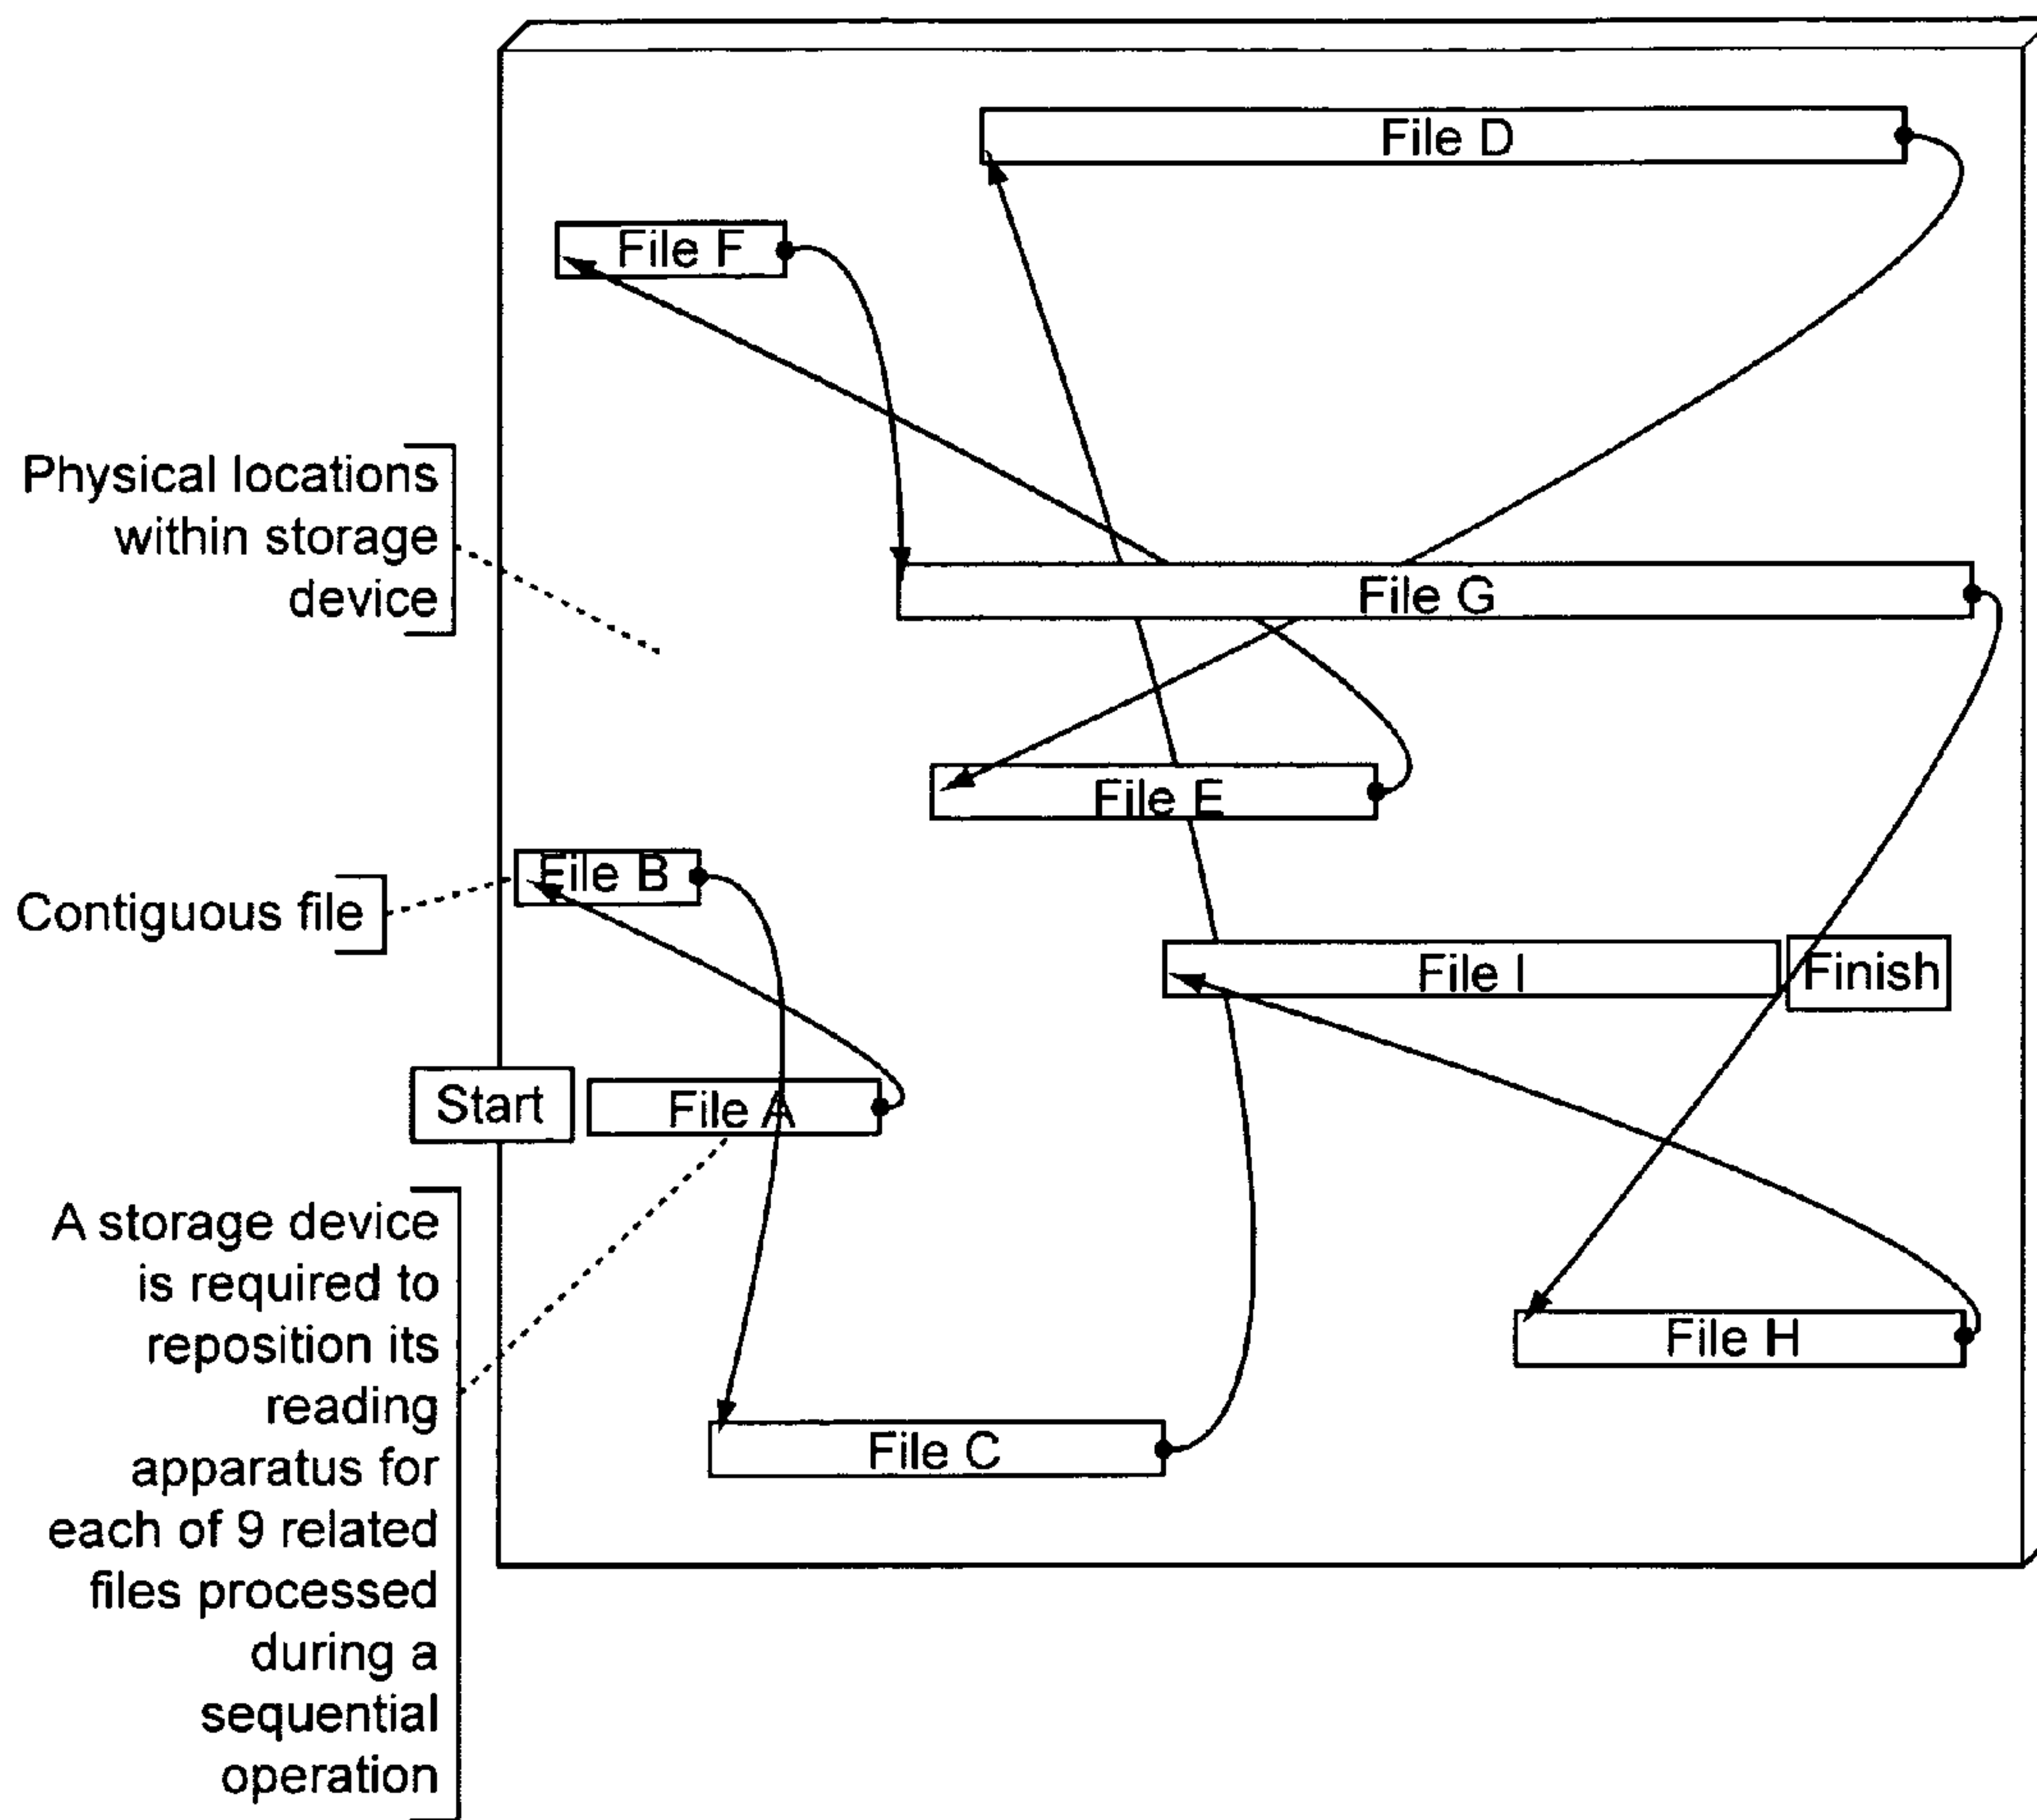 File D
File F
Physical locations
within storage
device
File G
File E
File B
Contiguous file
File I
Finish
Start
File A
A storage device
is required to
reposition its
reading
apparatus for
each of 9 related
files processed
during a
sequential
operation
File H
File C